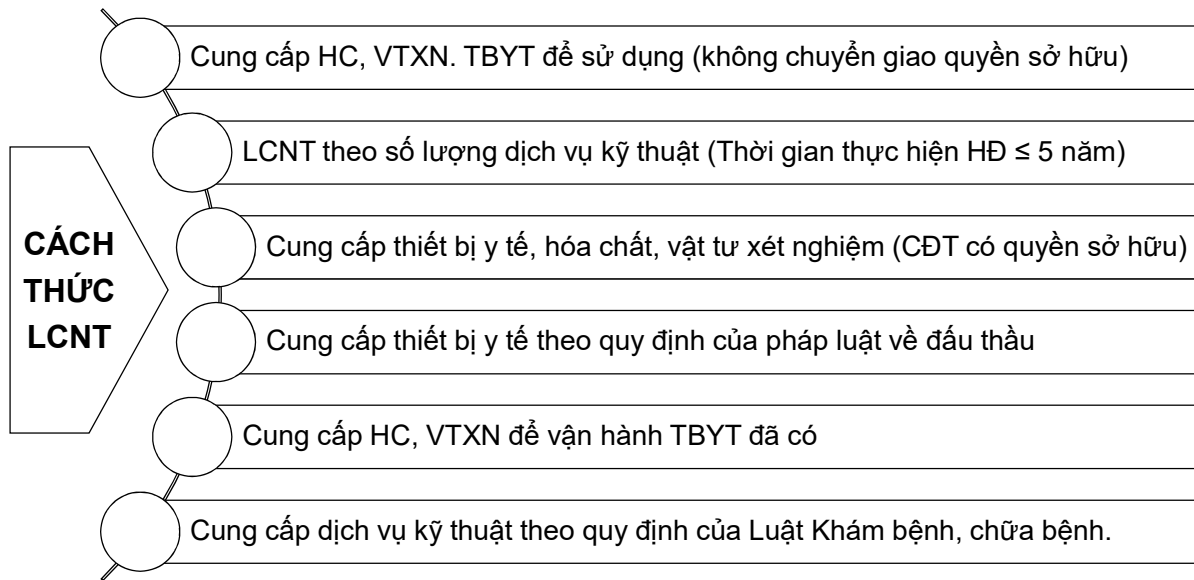 Cung cấp HC, VTXN. TBYT để sử dụng (không chuyển giao quyền sở hữu)
LCNT theo số lượng dịch vụ kỹ thuật (Thời gian thực hiện HĐ ≤ 5 năm)
CÁCH
THỨC
LCNT
Cung cấp thiết bị y tế, hóa chất, vật tư xét nghiệm (CĐT có quyền sở hữu)
Cung cấp thiết bị y tế theo quy định của pháp luật về đấu thầu
Cung cấp HC, VTXN để vận hành TBYT đã có
Cung cấp dịch vụ kỹ thuật theo quy định của Luật Khám bệnh, chữa bệnh.